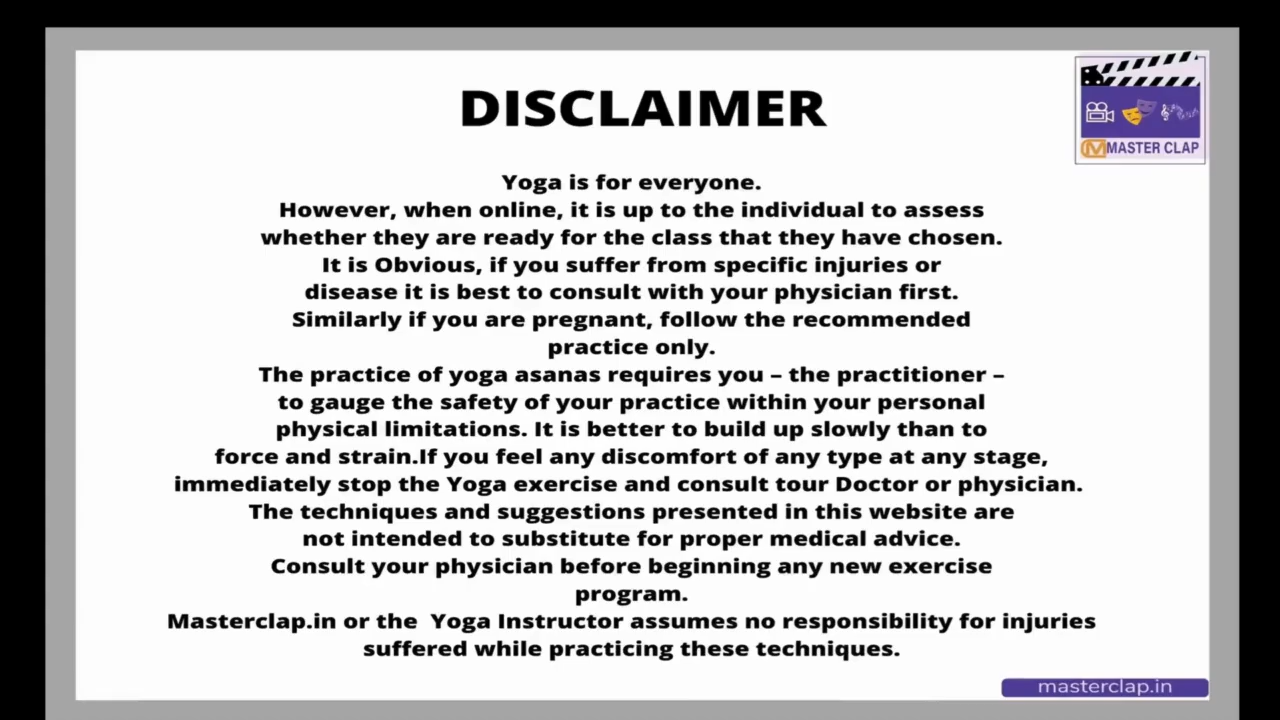 DISCLAIMER
MASTER CLAP
Yoga is for everyone.
However, when online, it is up to the individual to assess
whether they are ready for the class that they have chosen.
It is Obvious, if you suffer from specific injuries or
disease it is best to consult with your physician first.
Similarly if you are pregnant, follow the recommended
practice only.
The practice of yoga asanas requires you – the practitioner –
to gauge the safety of your practice within your personal
physical limitations. It is better to build up slowly than to
force and strain.If you feel any discomfort of any type at any stage,
immediately stop the Yoga exercise and consult tour Doctor or physician.
The techniques and suggestions presented in this website are
not intended to substitute for proper medical advice.
Consult your physician before beginning any new exercise
program.
Masterclap.in or the  Yoga Instructor assumes no responsibility for injuries
suffered while practicing these techniques.
masterclap.in